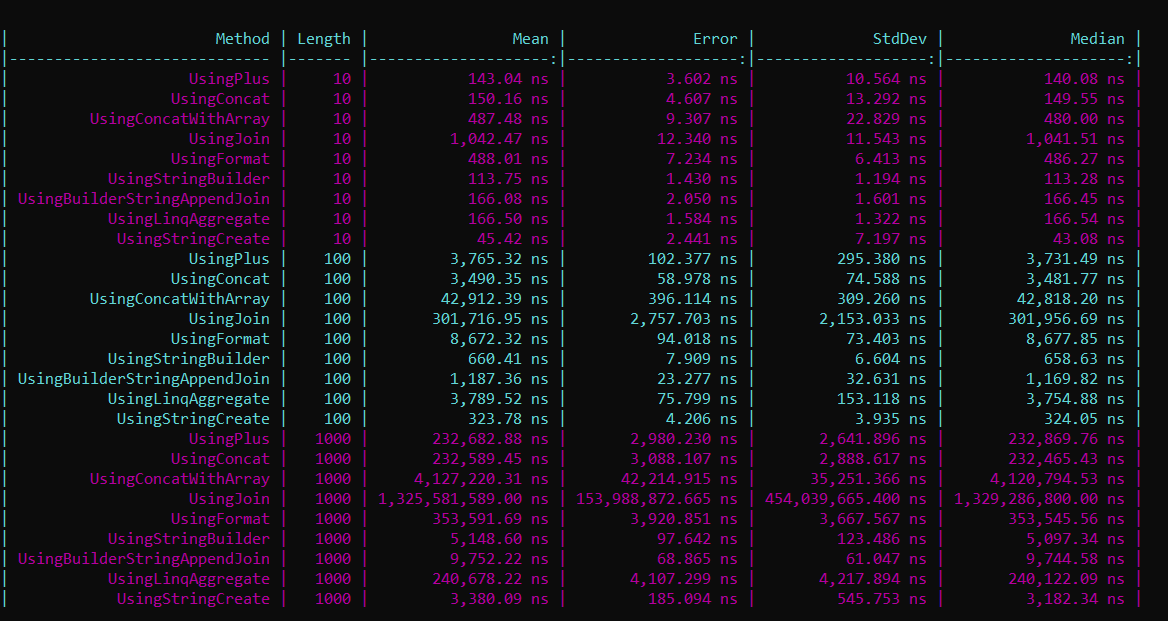 | Method | Length | Mean | Error | StdDev | Median |
|----------------------------- |------- |--------------------:|-------------------:|-------------------:|--------------------:|
| UsingPlus | 10 | 143.04 ns | 3.602 ns | 10.564 ns | 140.08 ns |
| UsingConcat | 10 | 150.16 ns | 4.607 ns | 13.292 ns | 149.55 ns |
| UsingConcatWithArray | 10 | 487.48 ns | 9.307 ns | 22.829 ns | 480.00 ns |
| UsingJoin | 10 | 1,042.47 ns | 12.340 ns | 11.543 ns | 1,041.51 ns |
| UsingFormat | 10 | 488.01 ns | 7.234 ns | 6.413 ns | 486.27 ns |
| UsingStringBuilder | 10 | 113.75 ns | 1.430 ns | 1.194 ns | 113.28 ns |
| UsingBuilderStringAppendJoin | 10 | 166.08 ns | 2.050 ns | 1.601 ns | 166.45 ns |
| UsingLinqAggregate | 10 | 166.50 ns | 1.584 ns | 1.322 ns | 166.54 ns |
| UsingStringCreate | 10 | 45.42 ns | 2.441 ns | 7.197 ns | 43.08 ns |
| UsingPlus | 100 | 3,765.32 ns | 102.377 ns | 295.380 ns | 3,731.49 ns |
| UsingConcat | 100 | 3,490.35 ns | 58.978 ns | 74.588 ns | 3,481.77 ns |
| UsingConcatWithArray | 100 | 42,912.39 ns | 396.114 ns | 309.260 ns | 42,818.20 ns |
| UsingJoin | 100 | 301,716.95 ns | 2,757.703 ns | 2,153.033 ns | 301,956.69 ns |
| UsingFormat | 100 | 8,672.32 ns | 94.018 ns | 73.403 ns | 8,677.85 ns |
| UsingStringBuilder | 100 | 660.41 ns | 7.909 ns | 6.604 ns | 658.63 ns |
| UsingBuilderStringAppendJoin | 100 | 1,187.36 ns | 23.277 ns | 32.631 ns | 1,169.82 ns |
| UsingLinqAggregate | 100 | 3,789.52 ns | 75.799 ns | 153.118 ns | 3,754.88 ns |
| UsingStringCreate | 100 | 323.78 ns | 4.206 ns | 3.935 ns | 324.05 ns |
| UsingPlus | 1000 | 232,682.88 ns | 2,980.230 ns | 2,641.896 ns | 232,869.76 ns |
| UsingConcat | 1000 | 232,589.45 ns | 3,088.107 ns | 2,888.617 ns | 232,465.43 ns |
| UsingConcatWithArray | 1000 | 4,127,220.31 ns | 42,214.915 ns | 35,251.366 ns | 4,120,794.53 ns |
| UsingJoin | 1000 | 1,325,581,589.00 ns | 153,988,872.665 ns | 454,039,665.400 ns | 1,329,286,800.00 ns |
| UsingFormat | 1000 | 353,591.69 ns | 3,920.851 ns | 3,667.567 ns | 353,545.56 ns |
| UsingStringBuilder | 1000 | 5,148.60 ns | 97.642 ns | 123.486 ns | 5,097.34 ns |
| UsingBuilderStringAppendJoin | 1000 | 9,752.22 ns | 68.865 ns | 61.047 ns | 9,744.58 ns |
| UsingLinqAggregate | 1000 | 240,678.22 ns | 4,107.299 ns | 4,217.894 ns | 240,122.09 ns |
| UsingStringCreate | 1000 | 3,380.09 ns | 185.094 ns | 545.753 ns | 3,182.34 ns |